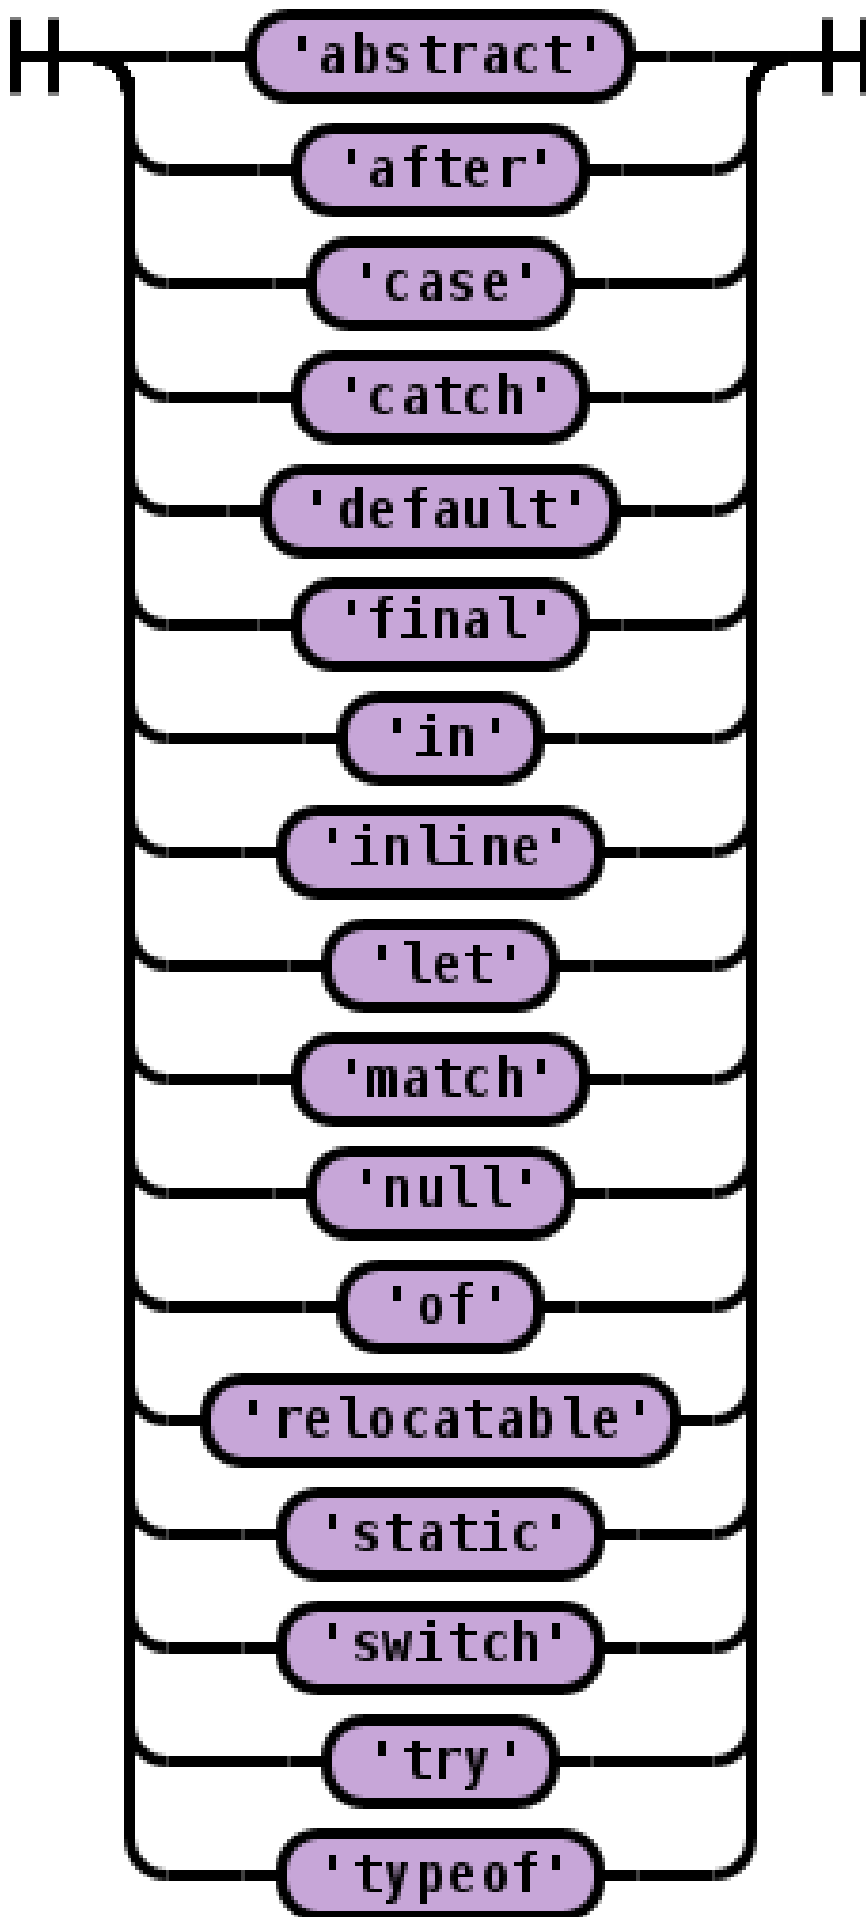 'abstract'
'after'
'case'
'catch'
'default'
'final'
'in'
'inline'
'let'
'match'
'null'
'of'
'relocatable'
'static'
'switch'
'try'
'typeof'